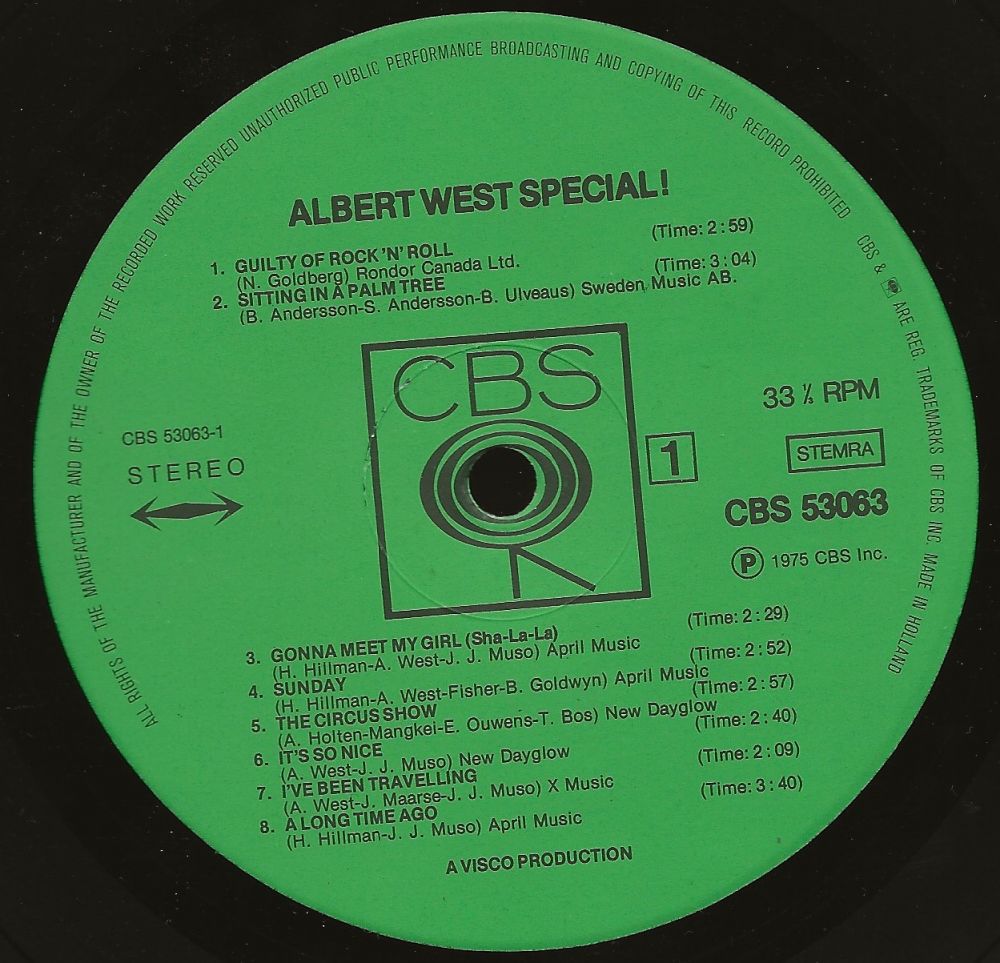 ALL RIGHTS OF THE MANUFACTURER AND OF THE OWNER OF THE RECORDED WORK RESERVED UNAUTHORIZED PUBLIC PERFORMANCE BROADCASTING AND COPYING OF THIS RECORD PROHIBITED
CBS & ARE REG. TRADEMARKS OF CBS INC. MADE IN HOLLAND
ALBERT WEST SPECIAL!
1. GUILTY OF ROCK 'N' ROLL (Time: 2:59)
(N. Goldberg) Rondor Canada Ltd.
2. SITTING IN A PALM TREE (Time: 3:04)
(B. Andersson-S. Andersson-B. Ulveaus) Sweden Music AB.
CBS
33 ⅓ RPM
CBS 53063-1
STEREO
1
STEMRA
CBS 53063
Ⓟ 1975 CBS Inc.
3. GONNA MEET MY GIRL (Sha-La-La) (Time: 2:29)
(H. Hillman-A. West-J. J. Muso) April Music
4. SUNDAY (Time: 2:52)
(H. Hillman-A. West-Fisher-B. Goldwyn) April Music
5. THE CIRCUS SHOW (Time: 2:57)
(A. Holten-Mangkei-E. Ouwens-T. Bos) New Dayglow
6. IT'S SO NICE (Time: 2:40)
(A. West-J. J. Muso) New Dayglow
7. I'VE BEEN TRAVELLING (Time: 2:09)
(A. West-J. Maarse-J. J. Muso) X Music
8. A LONG TIME AGO (Time: 3:40)
(H. Hillman-J. J. Muso) April Music
A VISCO PRODUCTION